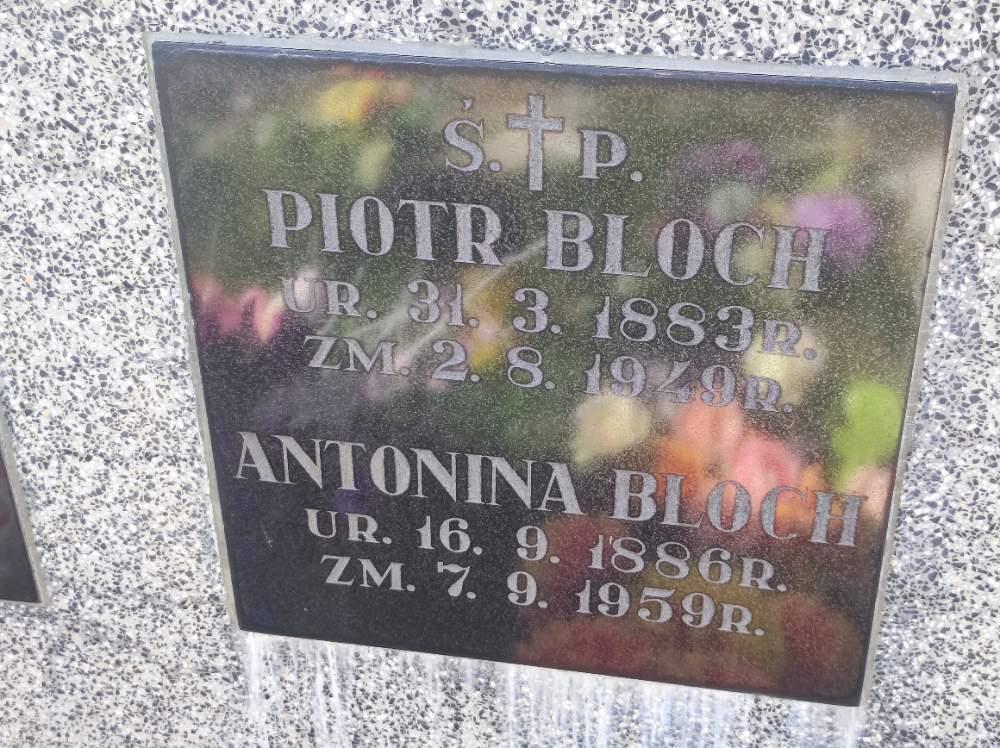 Ś. † P.
PIOTR BLOCH
UR. 31. 3. 1883R.
ZM. 2. 8. 1949R.
ANTONINA BLOCH
UR. 16. 9. 1886R.
ZM. 7. 9. 1959R.